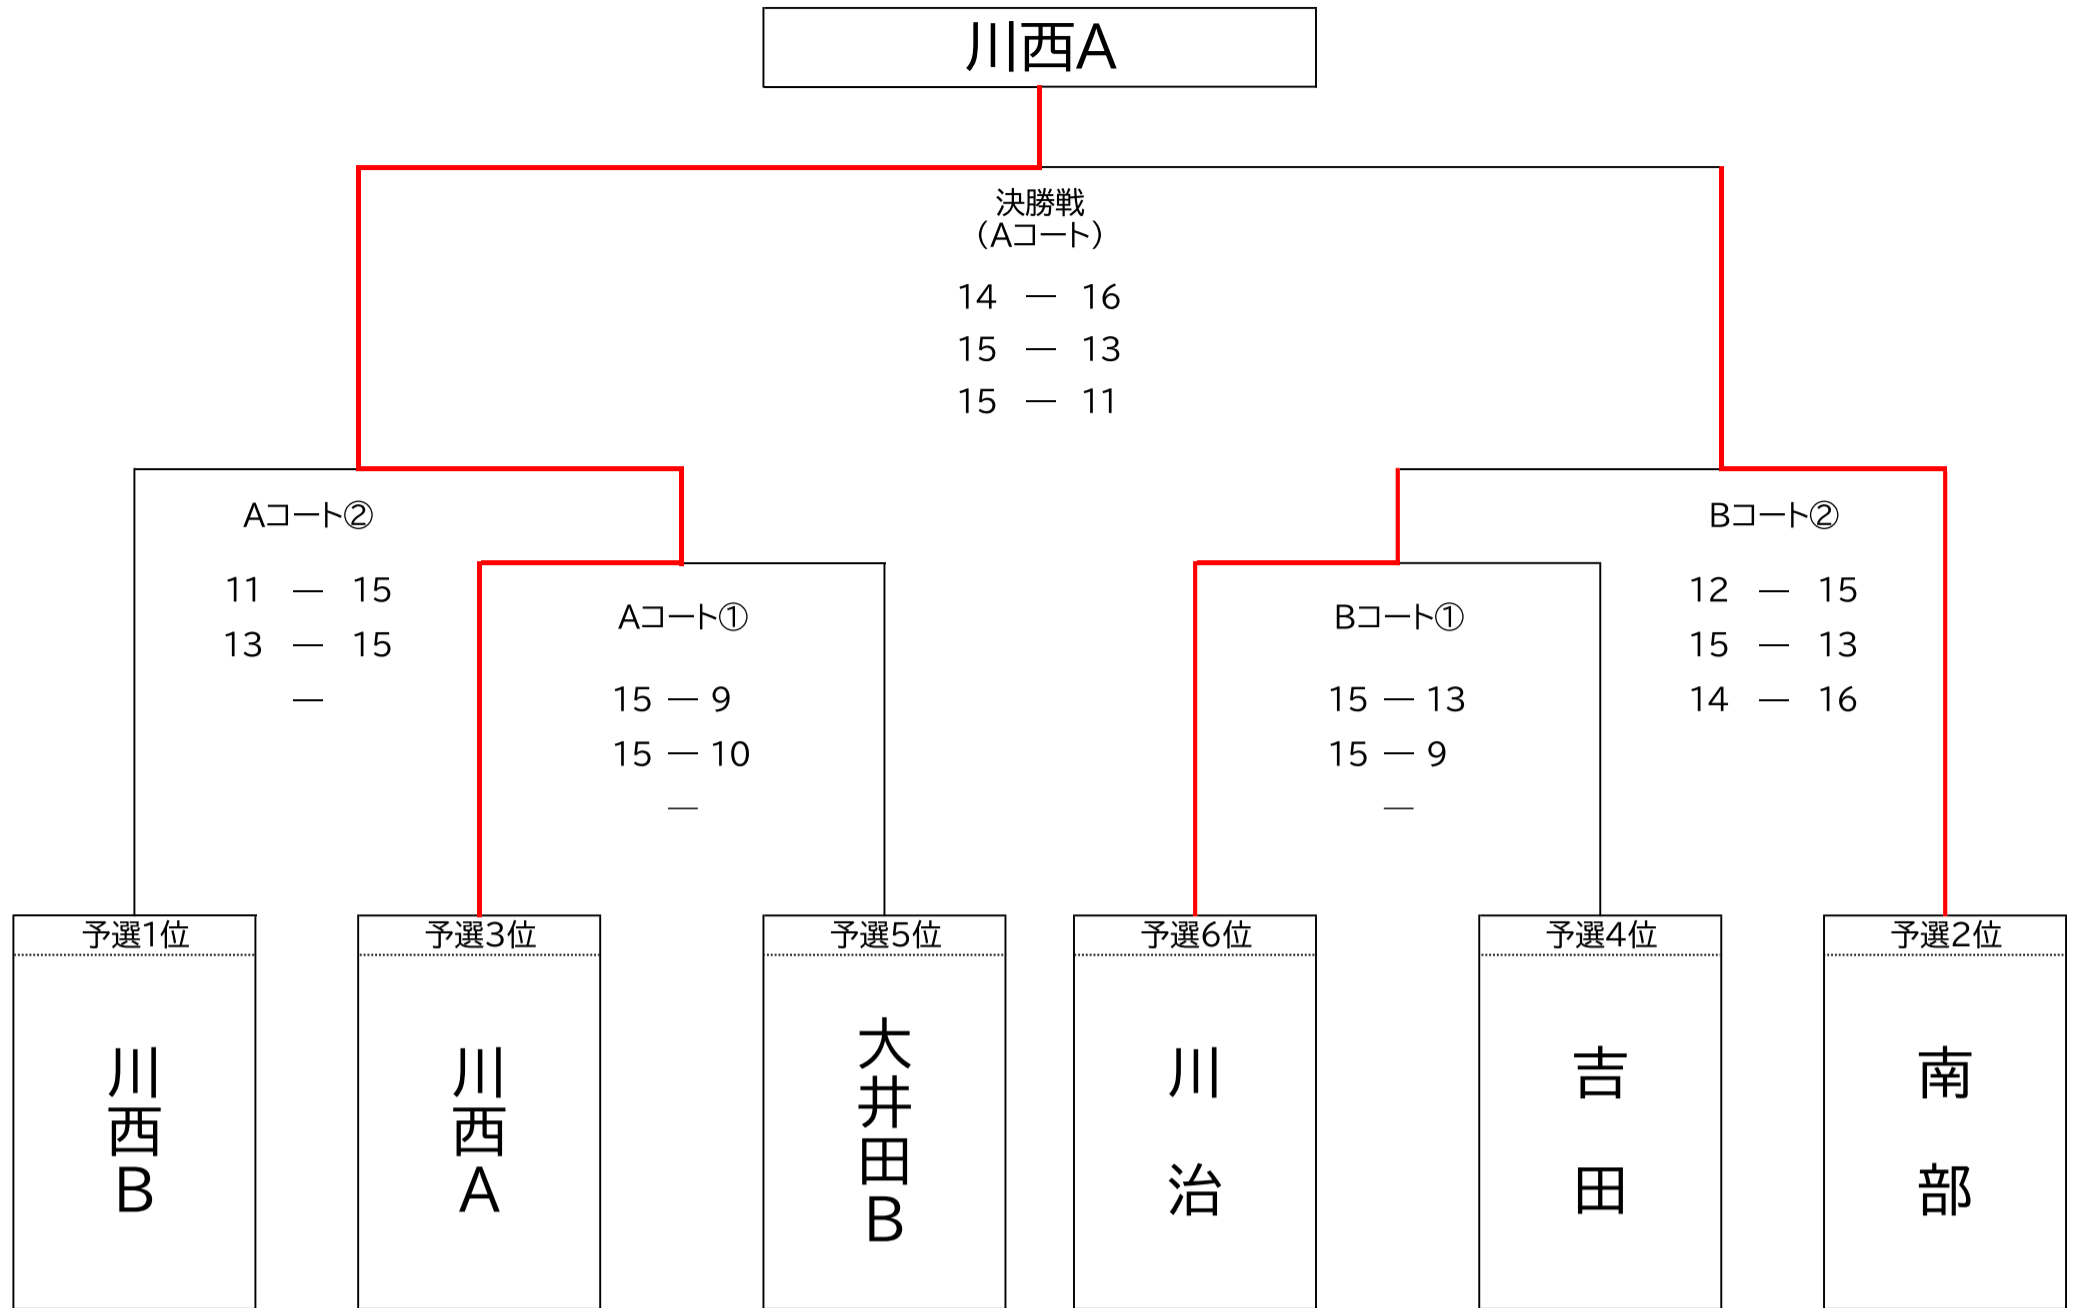 川西A
決勝戦
(Aコート)
14 ― 16
15 ― 13
15 ― 11
Aコート②
11 ― 15
13 ― 15
―
Aコート①
15 ― 9
15 ― 10
―
Bコート①
15 ― 13
15 ― 9
―
Bコート②
12 ― 15
15 ― 13
14 ― 16
予選1位
川西B
予選3位
川西A
予選5位
大井田B
予選6位
川治
予選4位
吉田
予選2位
南部